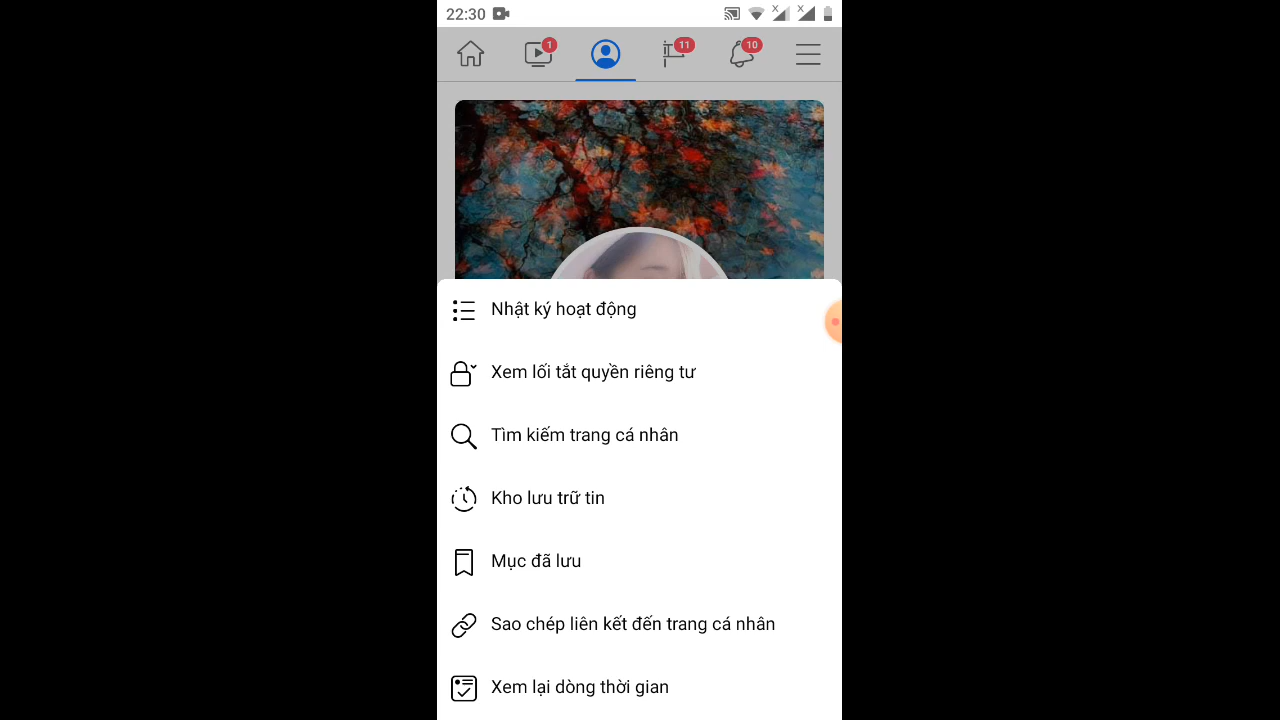 22:30
1
11
10
Nhật ký hoạt động
Xem lối tắt quyền riêng tư
Tìm kiếm trang cá nhân
Kho lưu trữ tin
Mục đã lưu
Sao chép liên kết đến trang cá nhân
Xem lại dòng thời gian